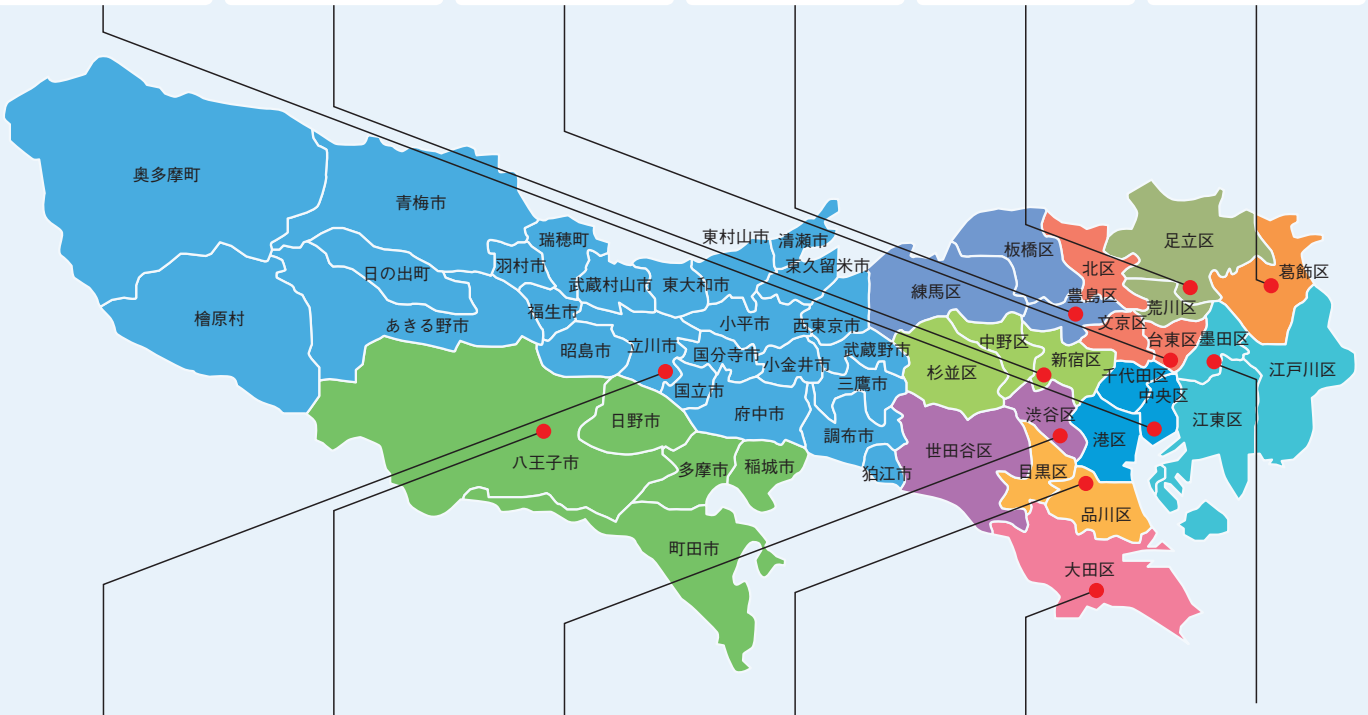 奥多摩町
青梅市
檜原村
日の出町
あきる野市
瑞穂町
羽村市
福生市
武蔵村山市
東大和市
東村山市
清瀬市
東久留米市
昭島市
立川市
国分寺市
国立市
小平市
西東京市
小金井市
武蔵野市
三鷹市
府中市
調布市
狛江市
日野市
八王子市
多摩市
稲城市
町田市
練馬区
板橋区
北区
足立区
葛飾区
豊島区
荒川区
文京区
台東区
墨田区
中野区
新宿区
杉並区
千代田区
中央区
江戸川区
江東区
渋谷区
港区
世田谷区
目黒区
品川区
大田区